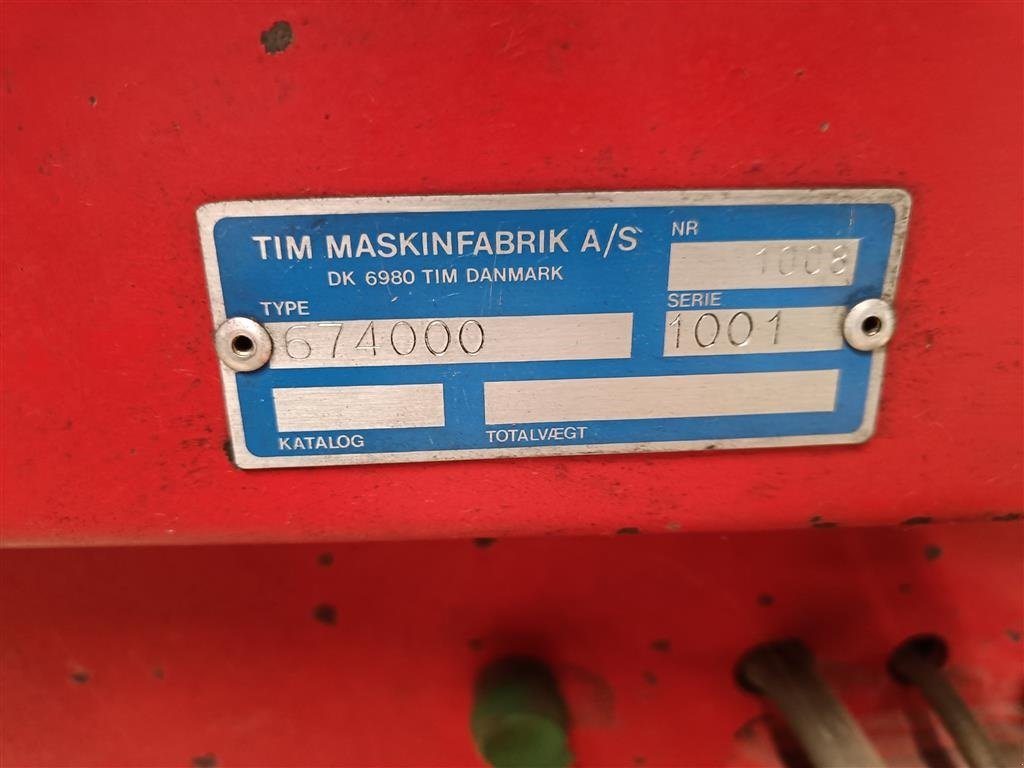 TIM MASKINFABRIK A/S
DK 6980 TIM DANMARK
NR
1008
TYPE
674000
SERIE
1001
KATALOG
TOTALVÆGT